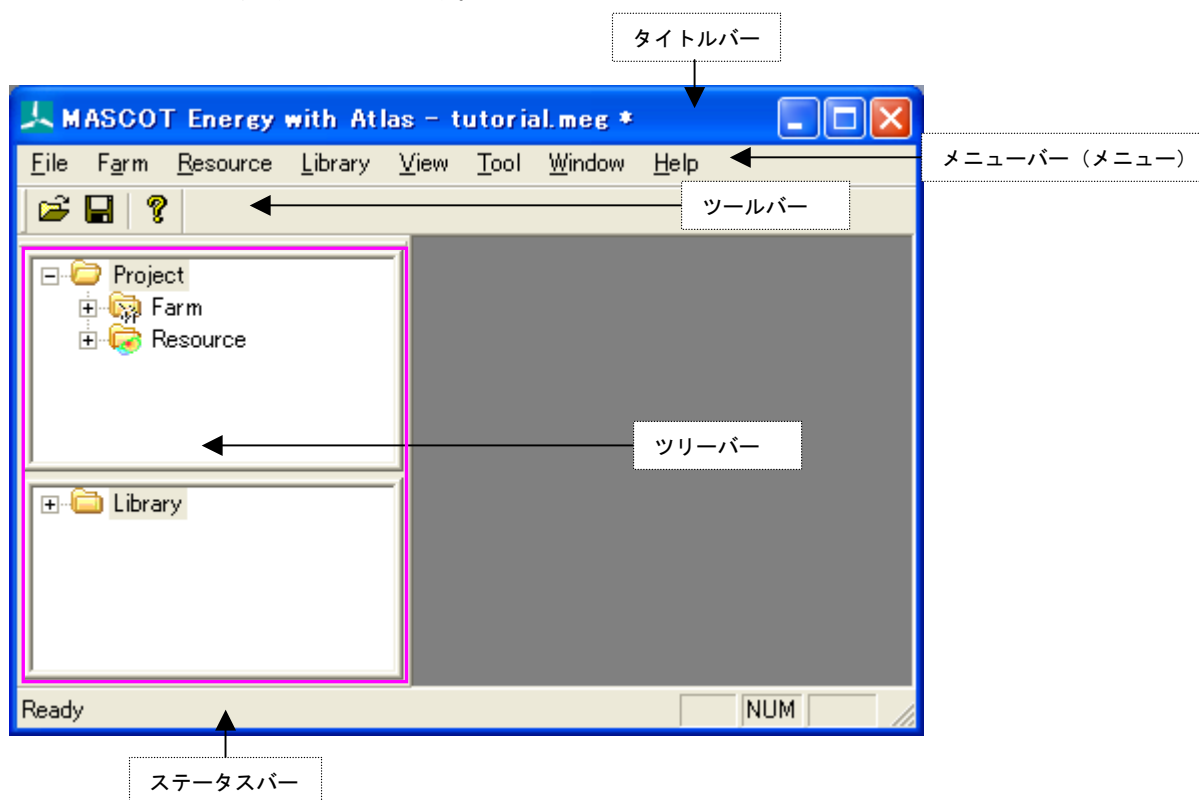 タイトルバー
MASCOT Energy with Atlas - tutorial.meg *
File Farm Resource Library View Tool Window Help
メニューバー（メニュー）
ツールバー
Project
Farm
Resource
ツリーバー
Library
Ready
NUM
ステータスバー